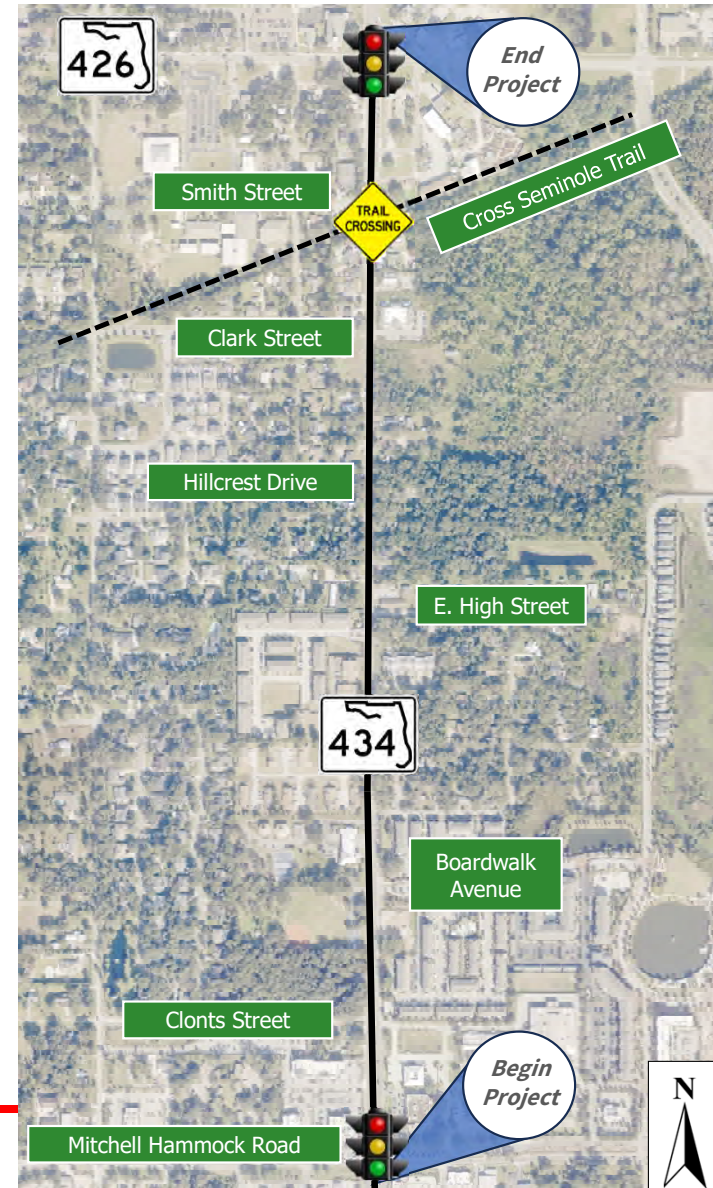 426
End
Project
Smith Street
TRAIL
CROSSING
Cross Seminole Trail
Clark Street
Hillcrest Drive
E. High Street
434
Boardwalk
Avenue
Clonts Street
Begin
Project
N
Mitchell Hammock Road